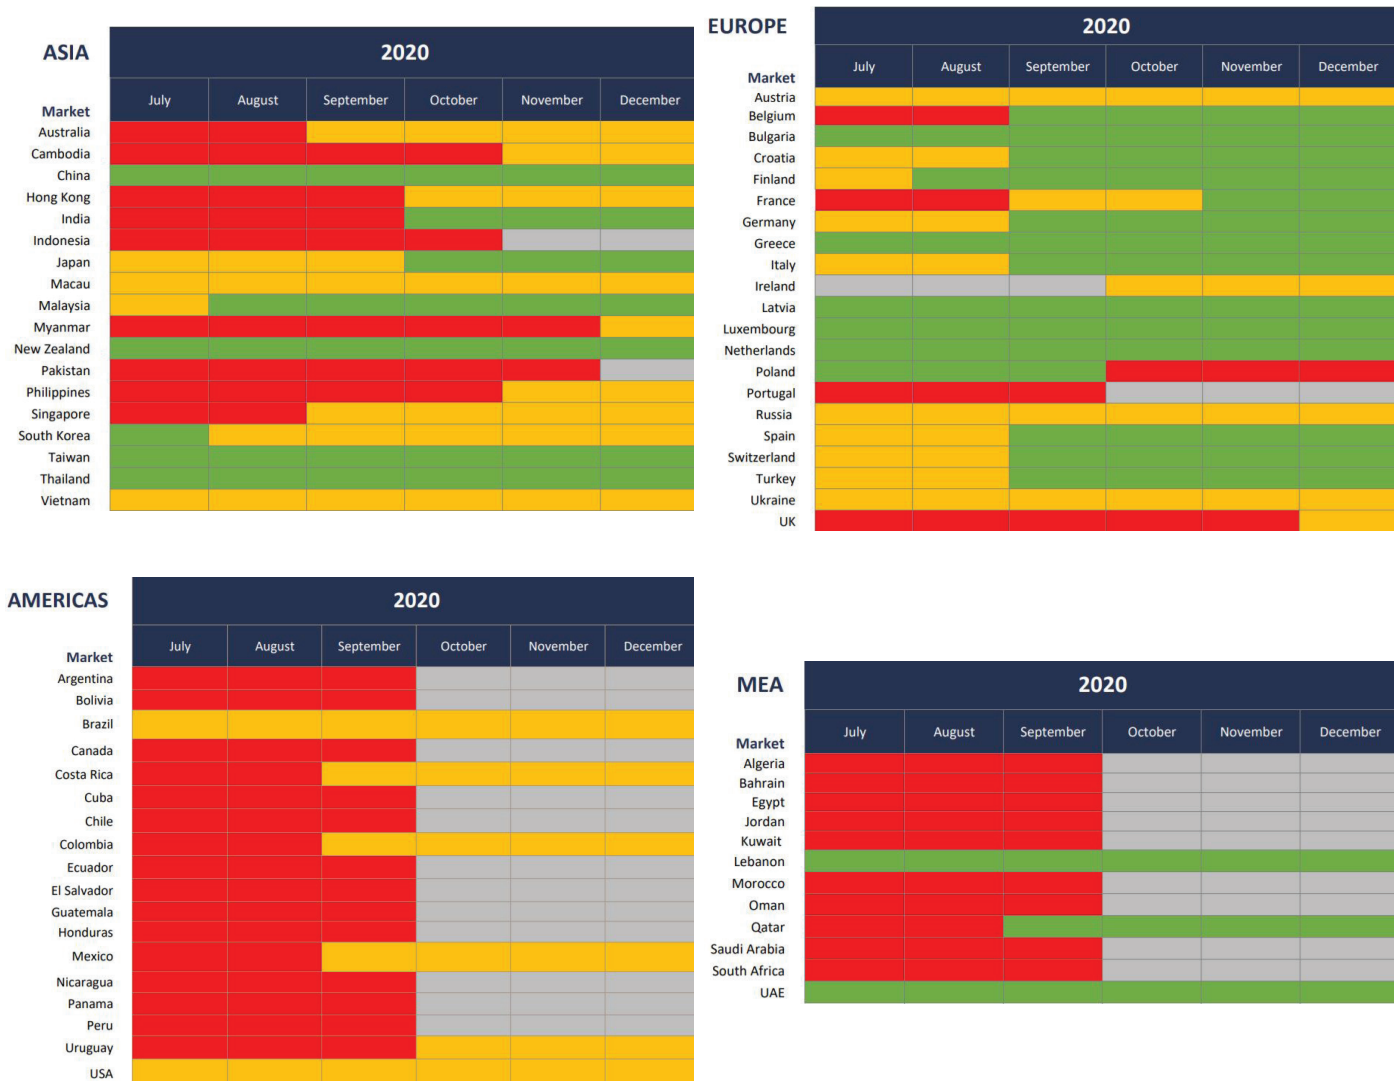 ASIA
2020
Market
July August September October November December
Australia
Cambodia
China
Hong Kong
India
Indonesia
Japan
Macau
Malaysia
Myanmar
New Zealand
Pakistan
Philippines
Singapore
South Korea
Taiwan
Thailand
Vietnam
EUROPE
2020
Market
July August September October November December
Austria
Belgium
Bulgaria
Croatia
Finland
France
Germany
Greece
Italy
Ireland
Latvia
Luxembourg
Netherlands
Poland
Portugal
Russia
Spain
Switzerland
Turkey
Ukraine
UK
AMERICAS
2020
Market
July August September October November December
Argentina
Bolivia
Brazil
Canada
Costa Rica
Cuba
Chile
Colombia
Ecuador
El Salvador
Guatemala
Honduras
Mexico
Nicaragua
Panama
Peru
Uruguay
USA
MEA
2020
Market
July August September October November December
Algeria
Bahrain
Egypt
Jordan
Kuwait
Lebanon
Morocco
Oman
Qatar
Saudi Arabia
South Africa
UAE